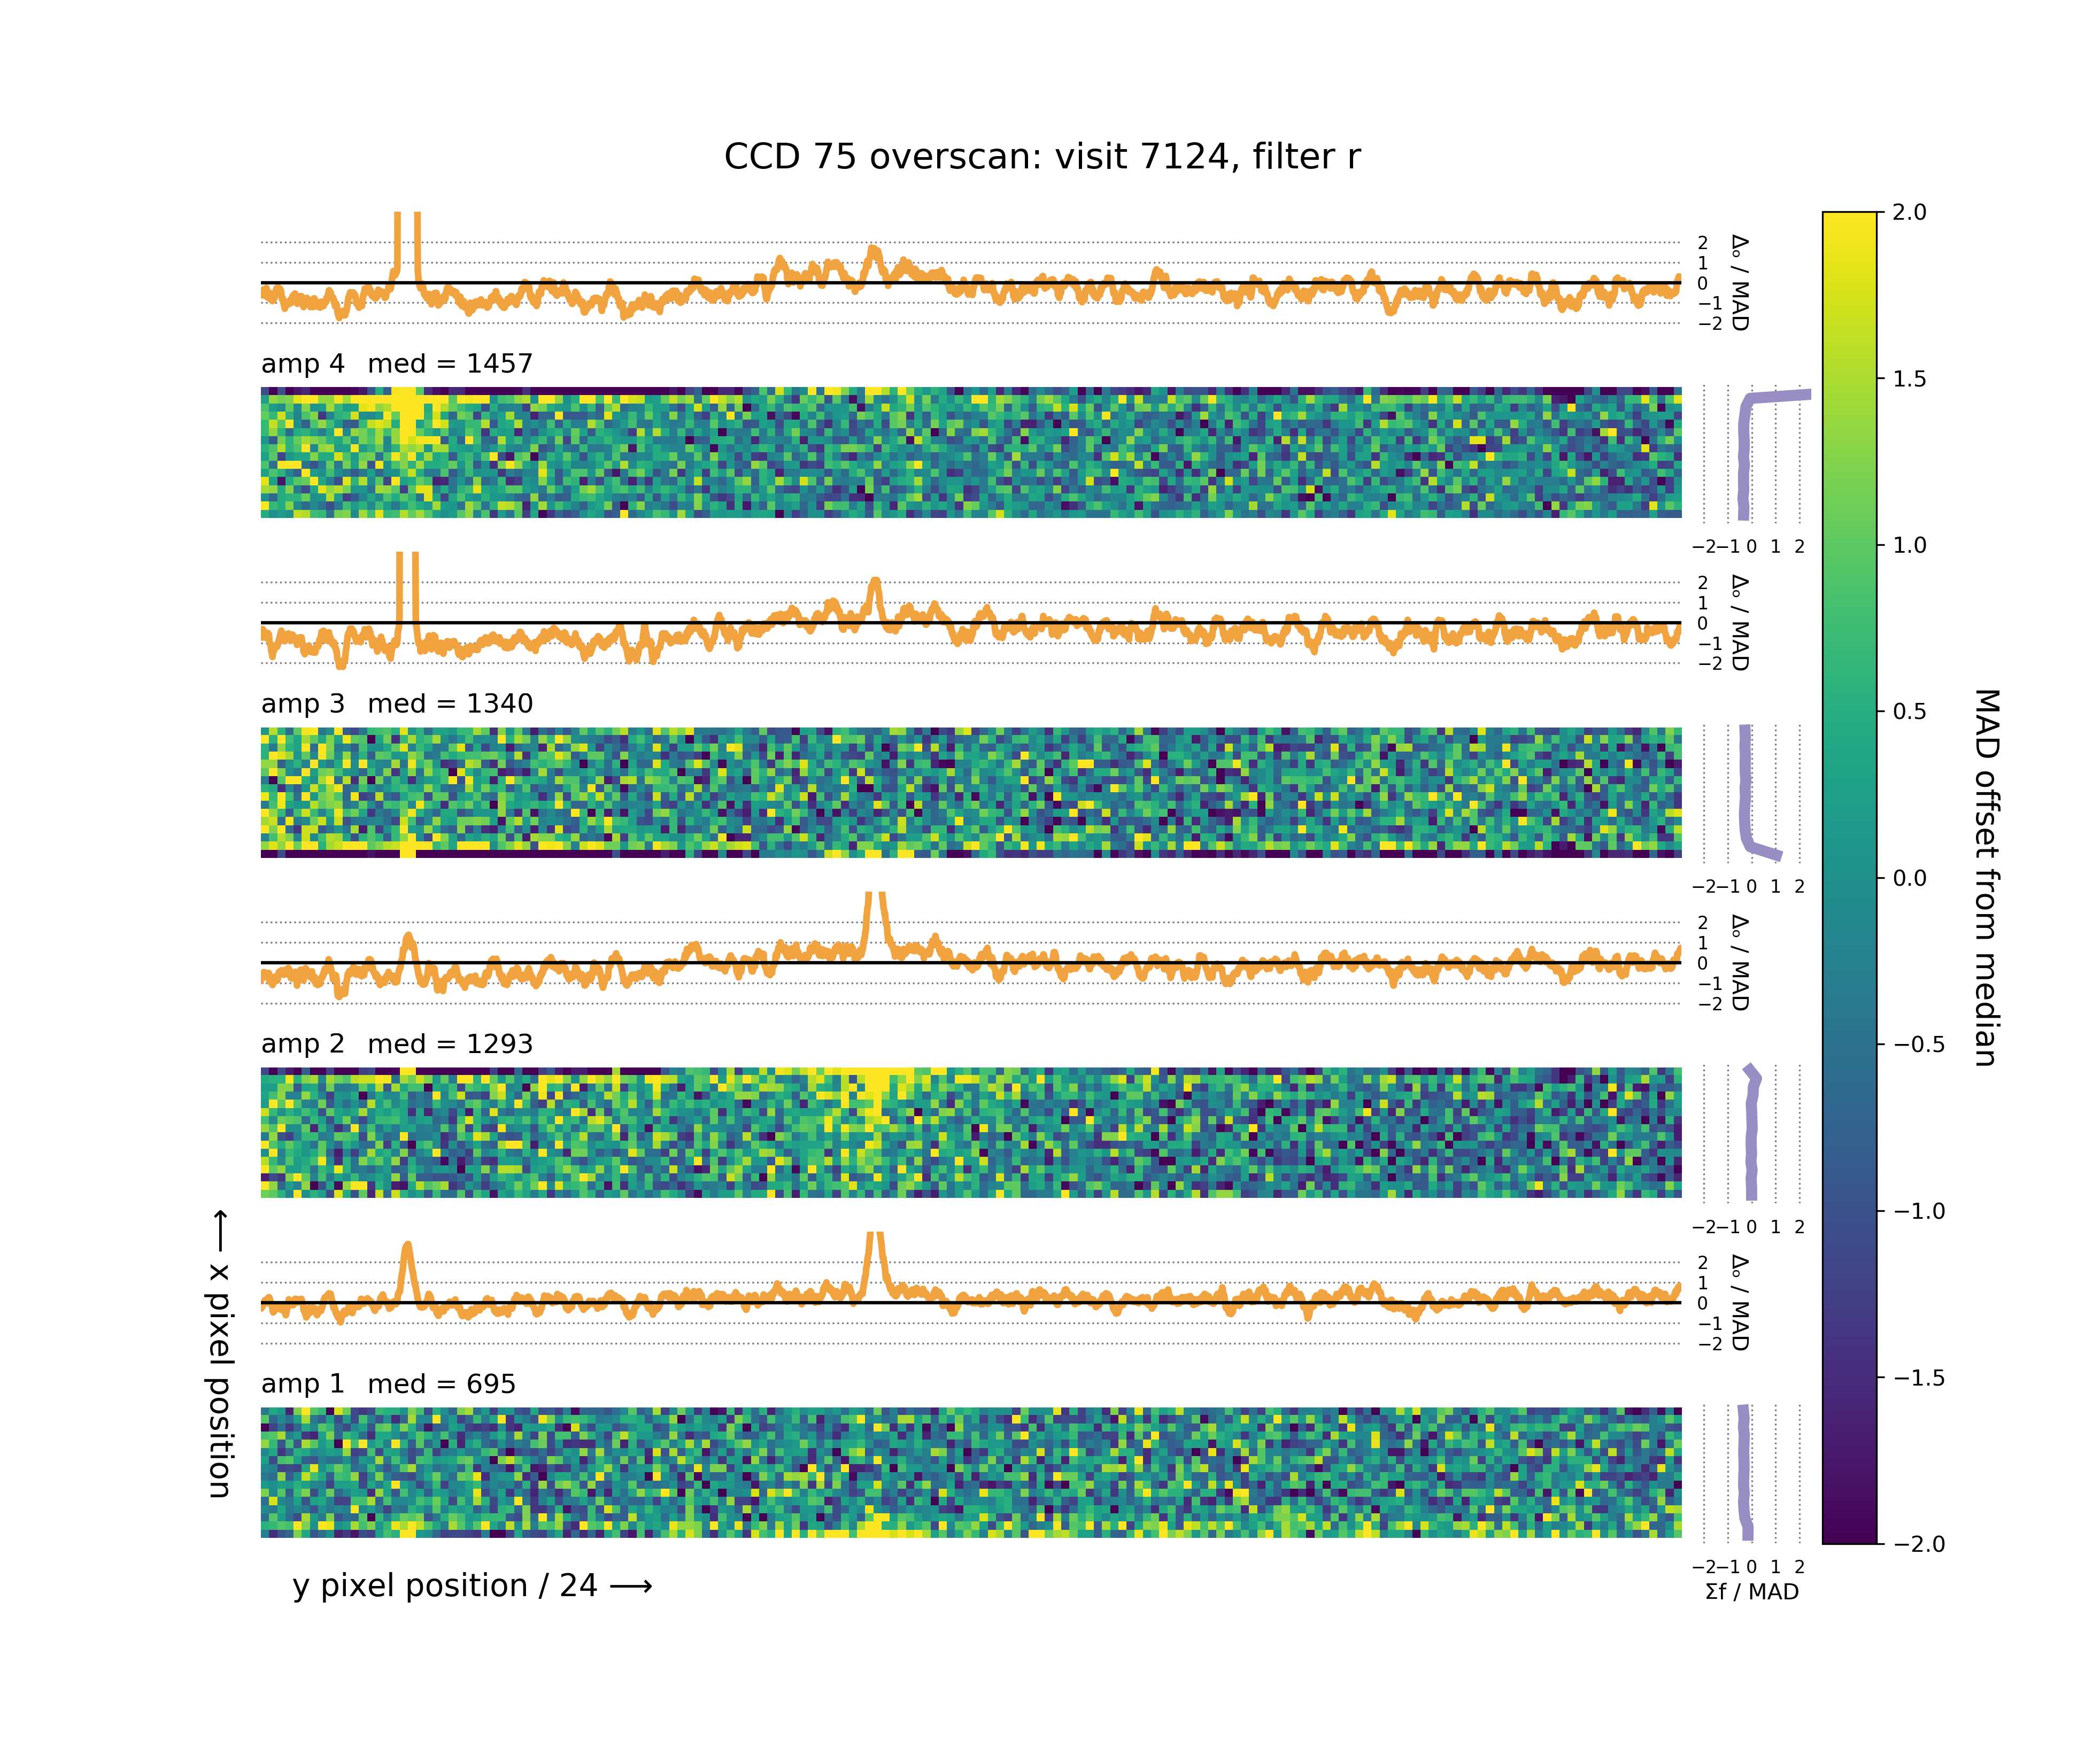 CCD 75 overscan: visit 7124, filter r
2
1
0
−1
−2
Δₒ / MAD
amp 4 med = 1457
−2 −1 0 1 2
2
1
0
−1
−2
Δₒ / MAD
amp 3 med = 1340
−2 −1 0 1 2
2
1
0
−1
−2
Δₒ / MAD
amp 2 med = 1293
−2 −1 0 1 2
2
1
0
−1
−2
Δₒ / MAD
amp 1 med = 695
−2 −1 0 1 2
Σf / MAD
⟵ x pixel position
y pixel position / 24 ⟶
2.0
1.5
1.0
0.5
0.0
−0.5
−1.0
−1.5
−2.0
MAD offset from median